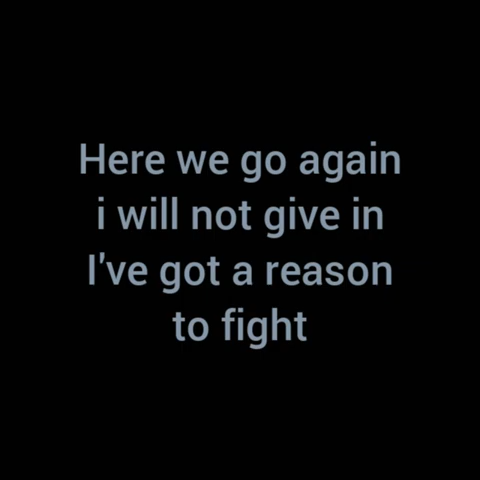 Here we go again
i will not give in
I've got a reason
to fight